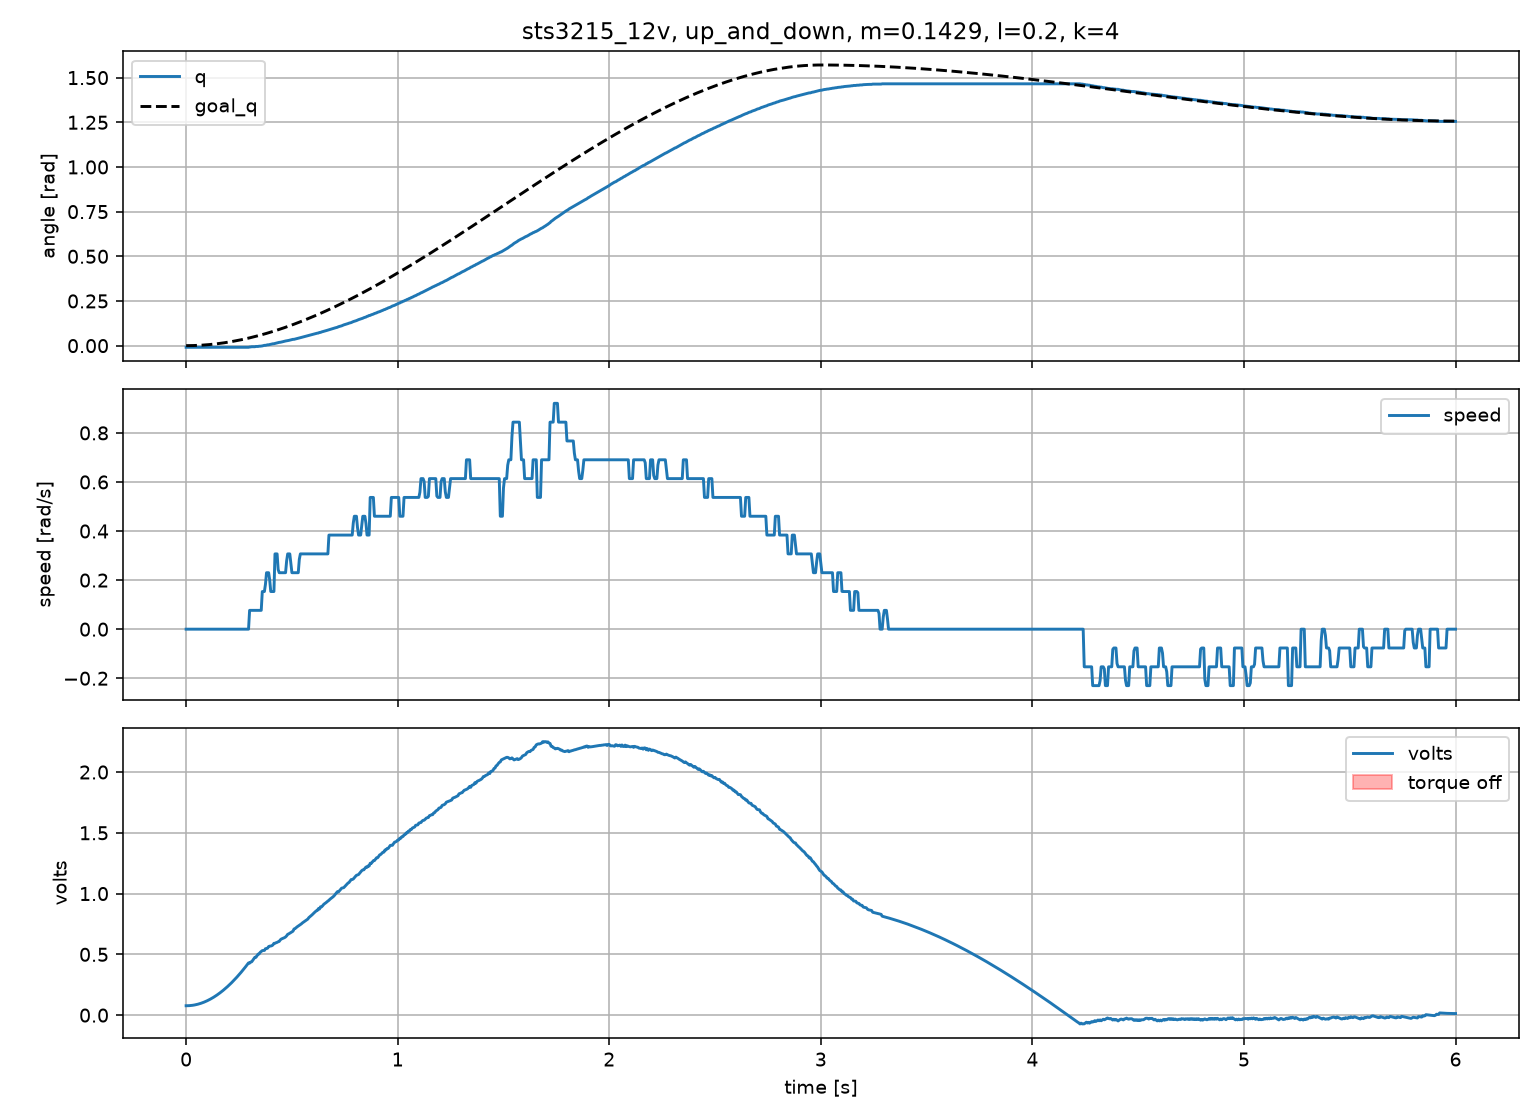 sts3215_12v, up_and_down, m=0.1429, l=0.2, k=4
q
goal_q
1.50
1.25
1.00
0.75
0.50
0.25
0.00
angle [rad]
speed
0.8
0.6
0.4
0.2
0.0
−0.2
speed [rad/s]
volts
torque off
2.0
1.5
1.0
0.5
0.0
volts
0 1 2 3 4 5 6
time [s]